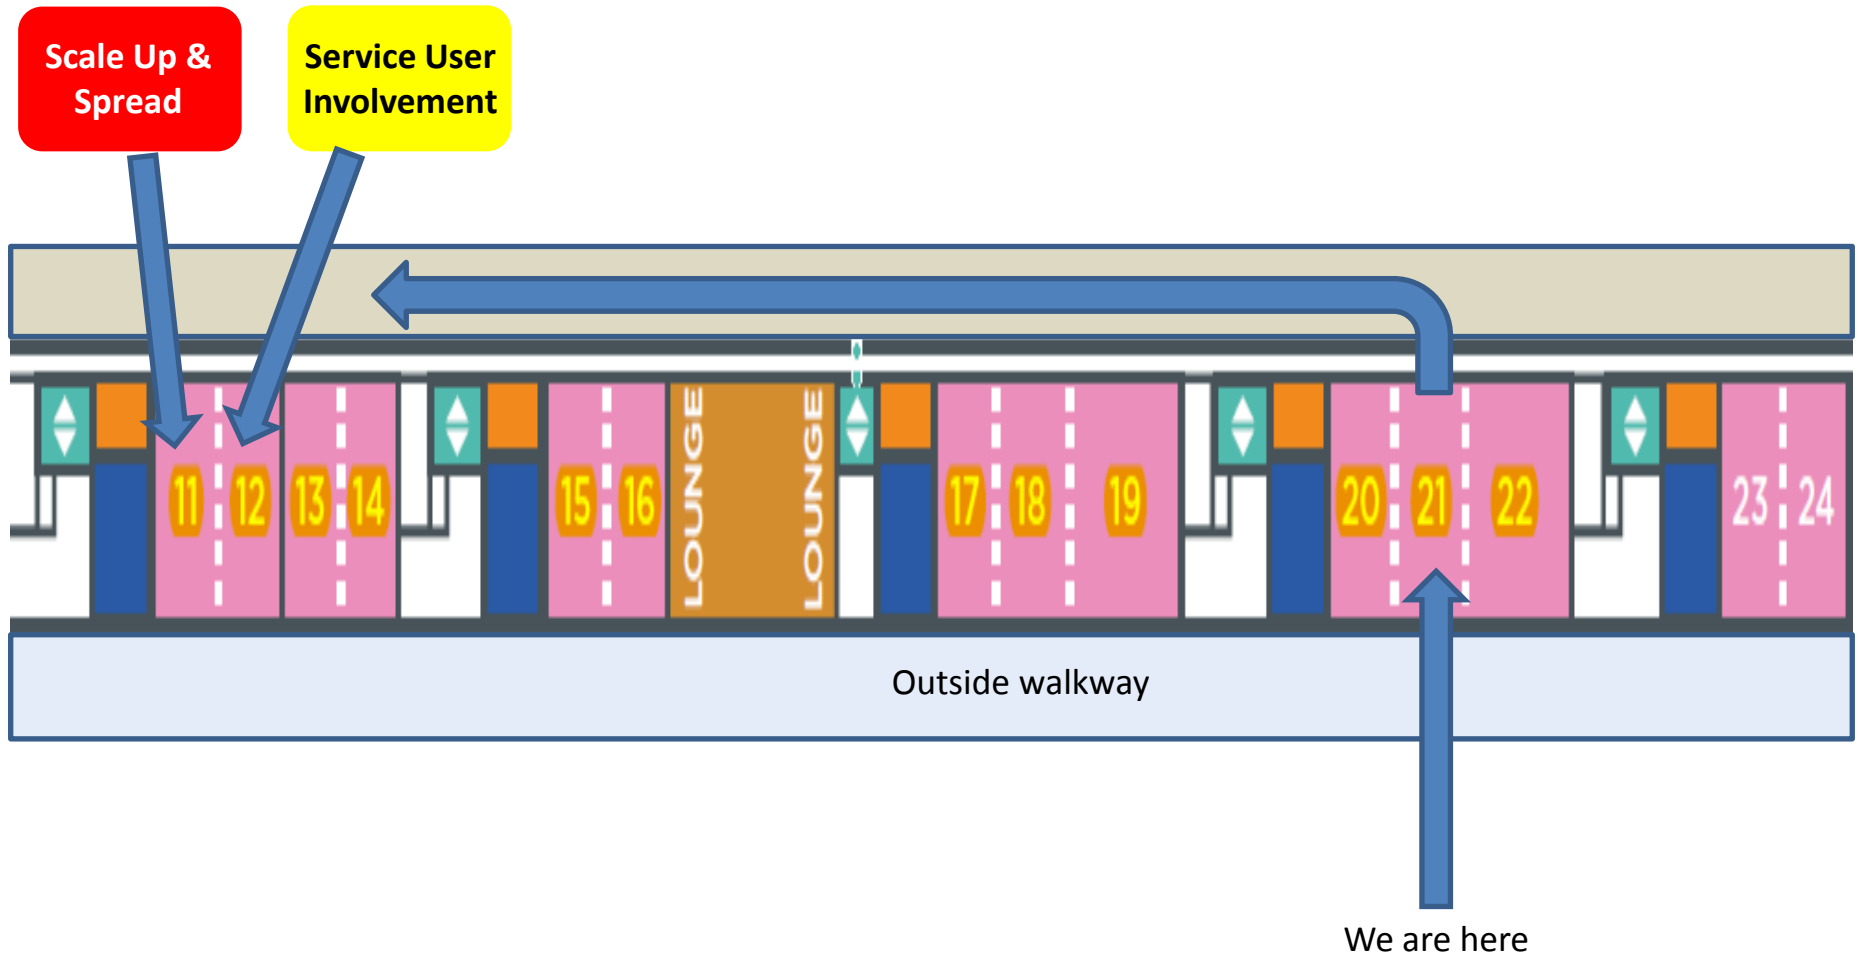 Scale Up &
Spread
Service User
Involvement
11 12 13 14 15 16 LOUNGE LOUNGE 17 18 19 20 21 22 23 24
Outside walkway
We are here